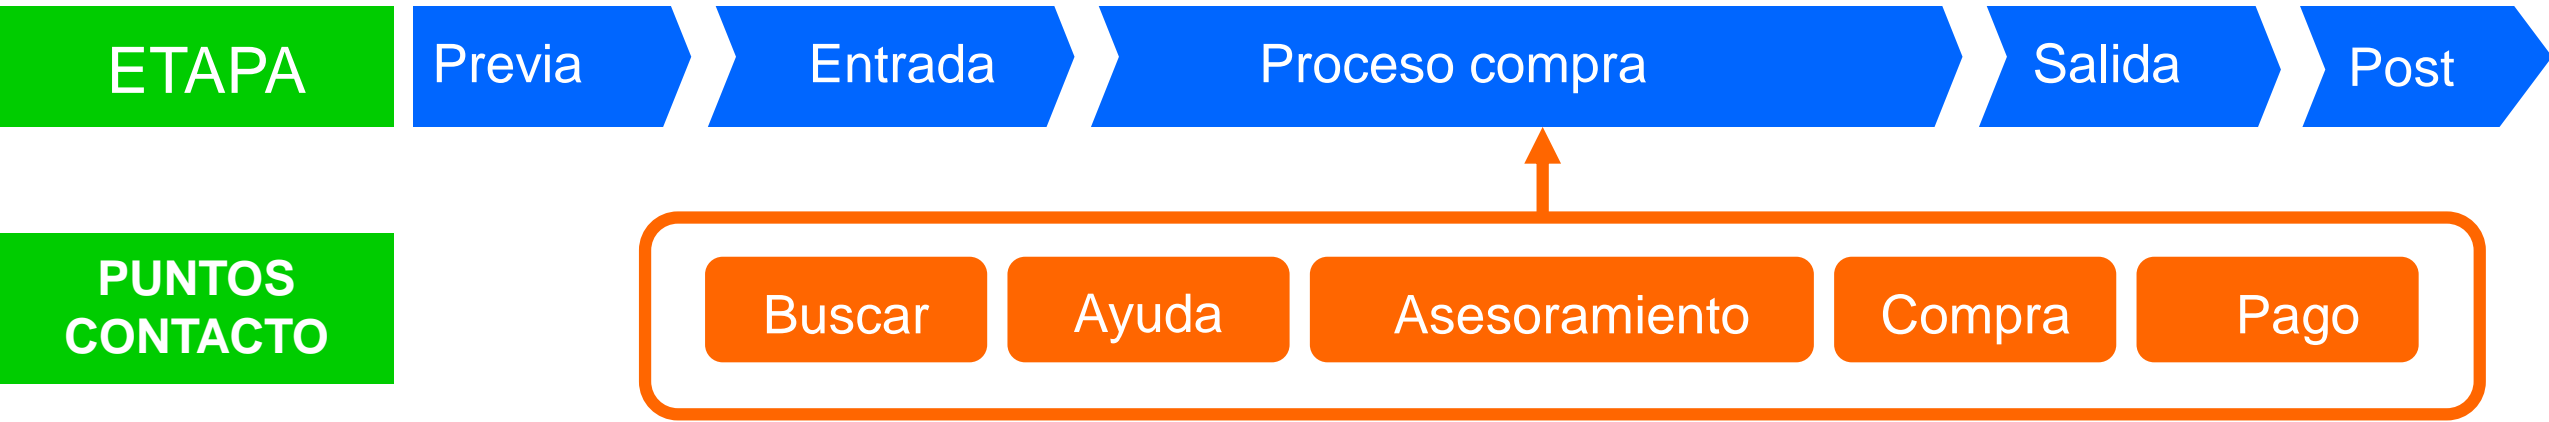 ETAPA
Previa
Entrada
Proceso compra
Salida
Post
PUNTOS
CONTACTO
Buscar
Ayuda
Asesoramiento
Compra
Pago